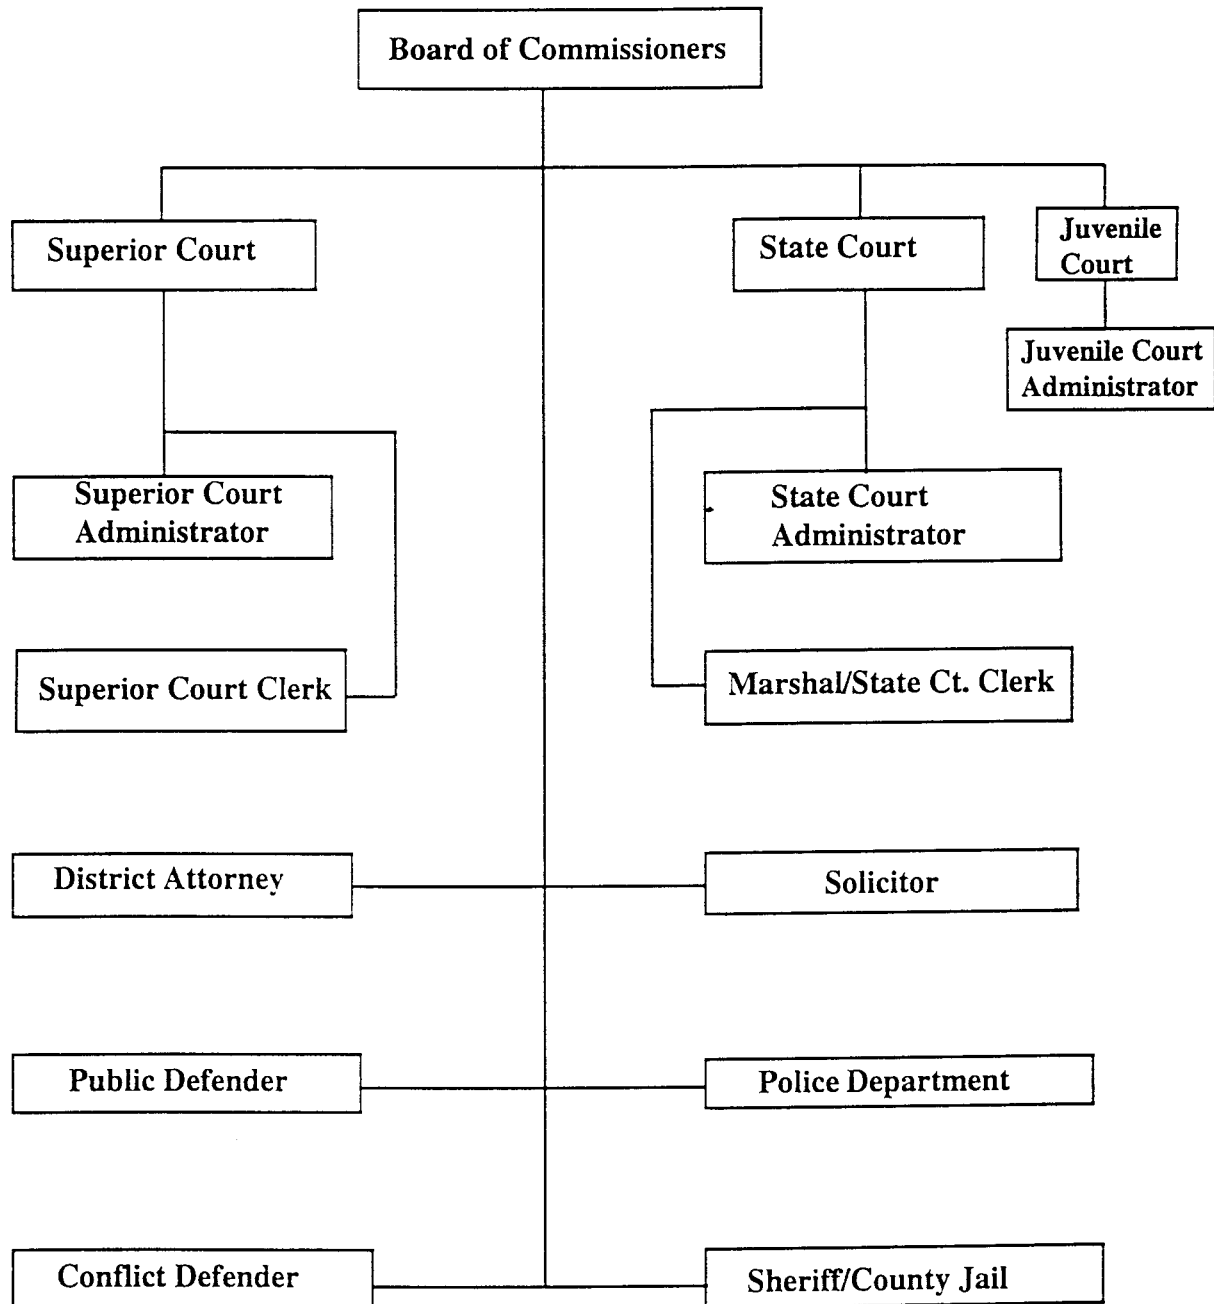 Board of Commissioners
Superior Court
State Court
Juvenile
Court
Juvenile Court
Administrator
Superior Court
Administrator
State Court
Administrator
Superior Court Clerk
Marshal/State Ct. Clerk
District Attorney
Solicitor
Public Defender
Police Department
Conflict Defender
Sheriff/County Jail